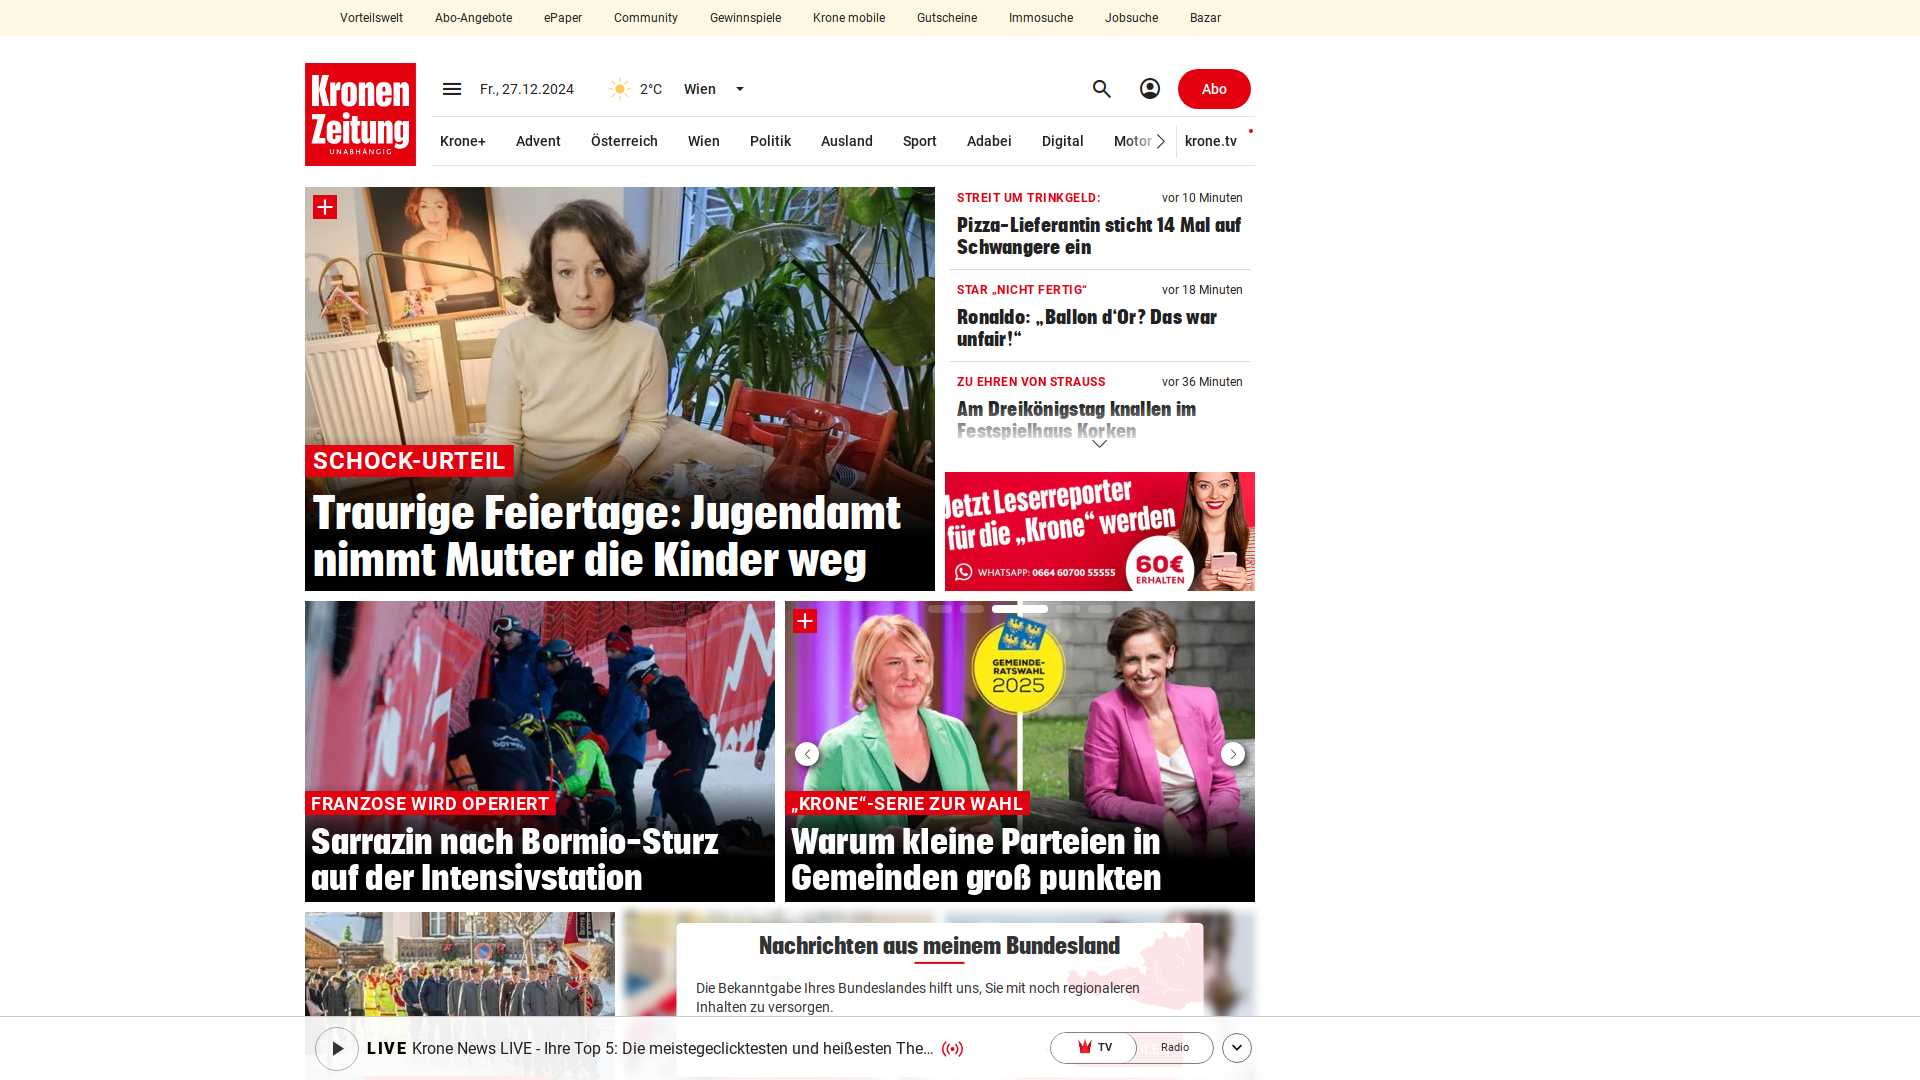 Vorteilswelt Abo-Angebote ePaper Community Gewinnspiele Krone mobile Gutscheine Immosuche Jobsuche Bazar
Kronen
Zeitung
UNABHÄNGIG
Fr., 27.12.2024 2°C Wien Abo
Krone+ Advent Österreich Wien Politik Ausland Sport Adabei Digital Motor krone.tv
SCHOCK-URTEIL
Traurige Feiertage: Jugendamt
nimmt Mutter die Kinder weg
STREIT UM TRINKGELD: vor 10 Minuten
Pizza-Lieferantin sticht 14 Mal auf
Schwangere ein
STAR „NICHT FERTIG“ vor 18 Minuten
Ronaldo: „Ballon d‘Or? Das war
unfair!“
ZU EHREN VON STRAUSS vor 36 Minuten
Am Dreikönigstag knallen im
Festspielhaus Korken
Jetzt Leserreporter
für die „Krone“ werden
WHATSAPP: 0664 60700 55555
60€
ERHALTEN
FRANZOSE WIRD OPERIERT
Sarrazin nach Bormio-Sturz
auf der Intensivstation
GEMEINDE-
RATSWAHL
2025
„KRONE“-SERIE ZUR WAHL
Warum kleine Parteien in
Gemeinden groß punkten
Nachrichten aus meinem Bundesland
Die Bekanntgabe Ihres Bundeslandes hilft uns, Sie mit noch regionaleren
Inhalten zu versorgen.
LIVE Krone News LIVE - Ihre Top 5: Die meistegeclicktesten und heißesten The... TV Radio